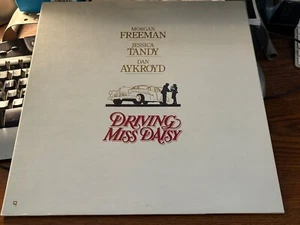 MORGAN
FREEMAN
JESSICA
TANDY
DAN
AYKROYD
DRIVING
MISS DAISY